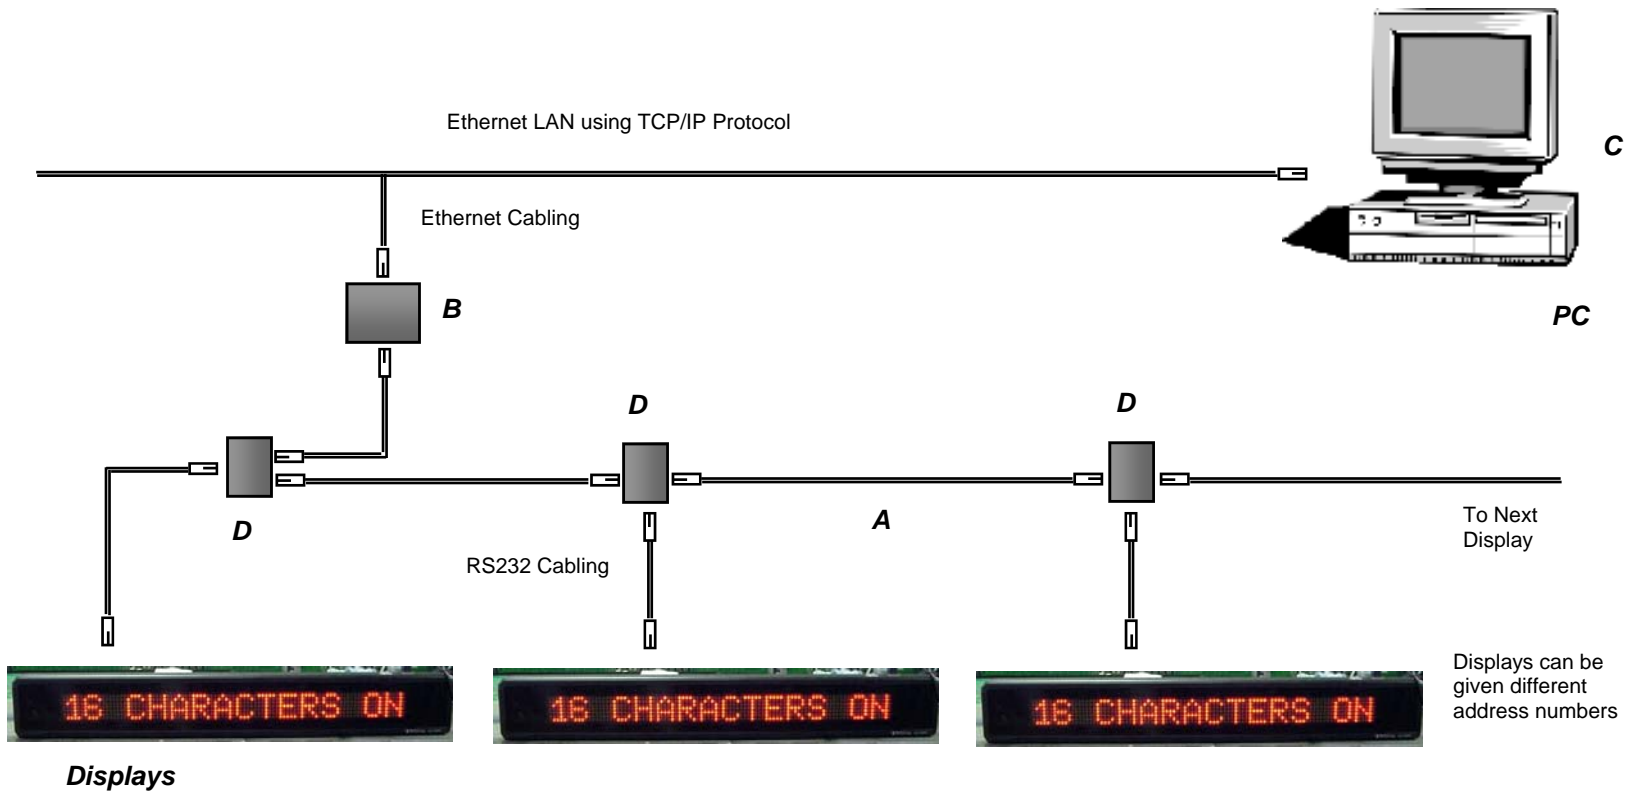 Ethernet LAN using TCP/IP Protocol
C
Ethernet Cabling
B
PC
D
D
D
A
To Next
Display
RS232 Cabling
16 CHARACTERS ON
16 CHARACTERS ON
16 CHARACTERS ON
Displays can be
given different
address numbers
Displays